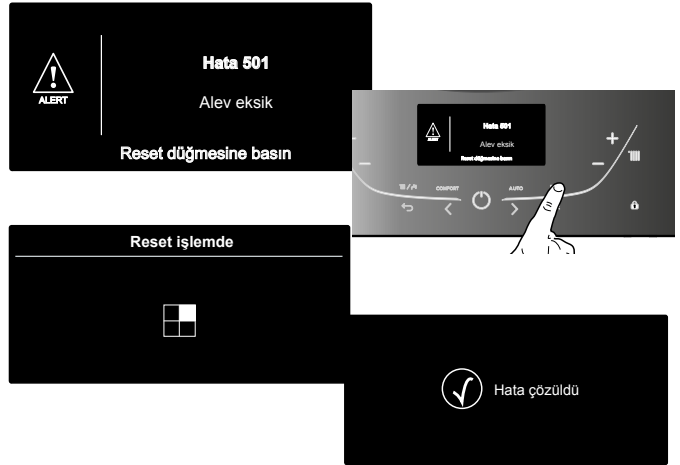 ALERT
Hata 501
Alev eksik
Reset düğmesine basın
ALERT
Hata 501
Alev eksik
Reset düğmesine basın
COMFORT
AUTO
Reset işlemde
Hata çözüldü